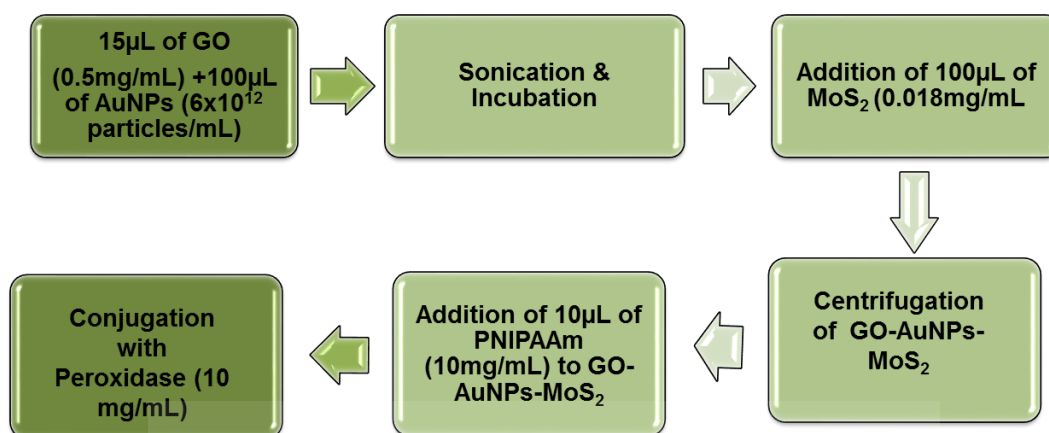 15µL of GO
(0.5mg/mL) +100µL
of AuNPs (6x10¹²
particles/mL)
Sonication &
Incubation
Addition of 100µL of
MoS₂ (0.018mg/mL
Centrifugation
of GO-AuNPs-
MoS₂
Addition of 10µL of
PNIPAAm
(10mg/mL) to GO-
AuNPs-MoS₂
Conjugation
with
Peroxidase (10
mg/mL)